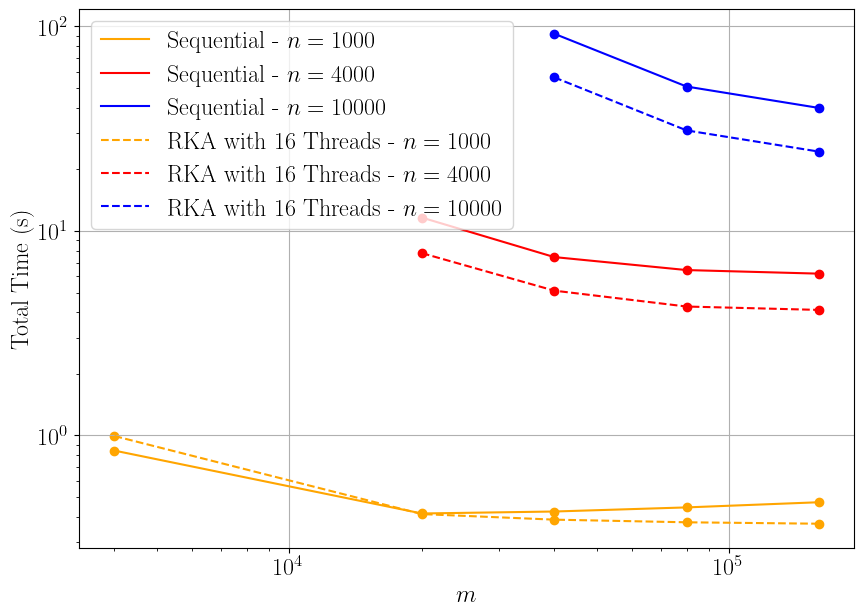 10²
10¹
10⁰
Total Time (s)
Sequential - n = 1000
Sequential - n = 4000
Sequential - n = 10000
RKA with 16 Threads - n = 1000
RKA with 16 Threads - n = 4000
RKA with 16 Threads - n = 10000
10⁴
10⁵
m